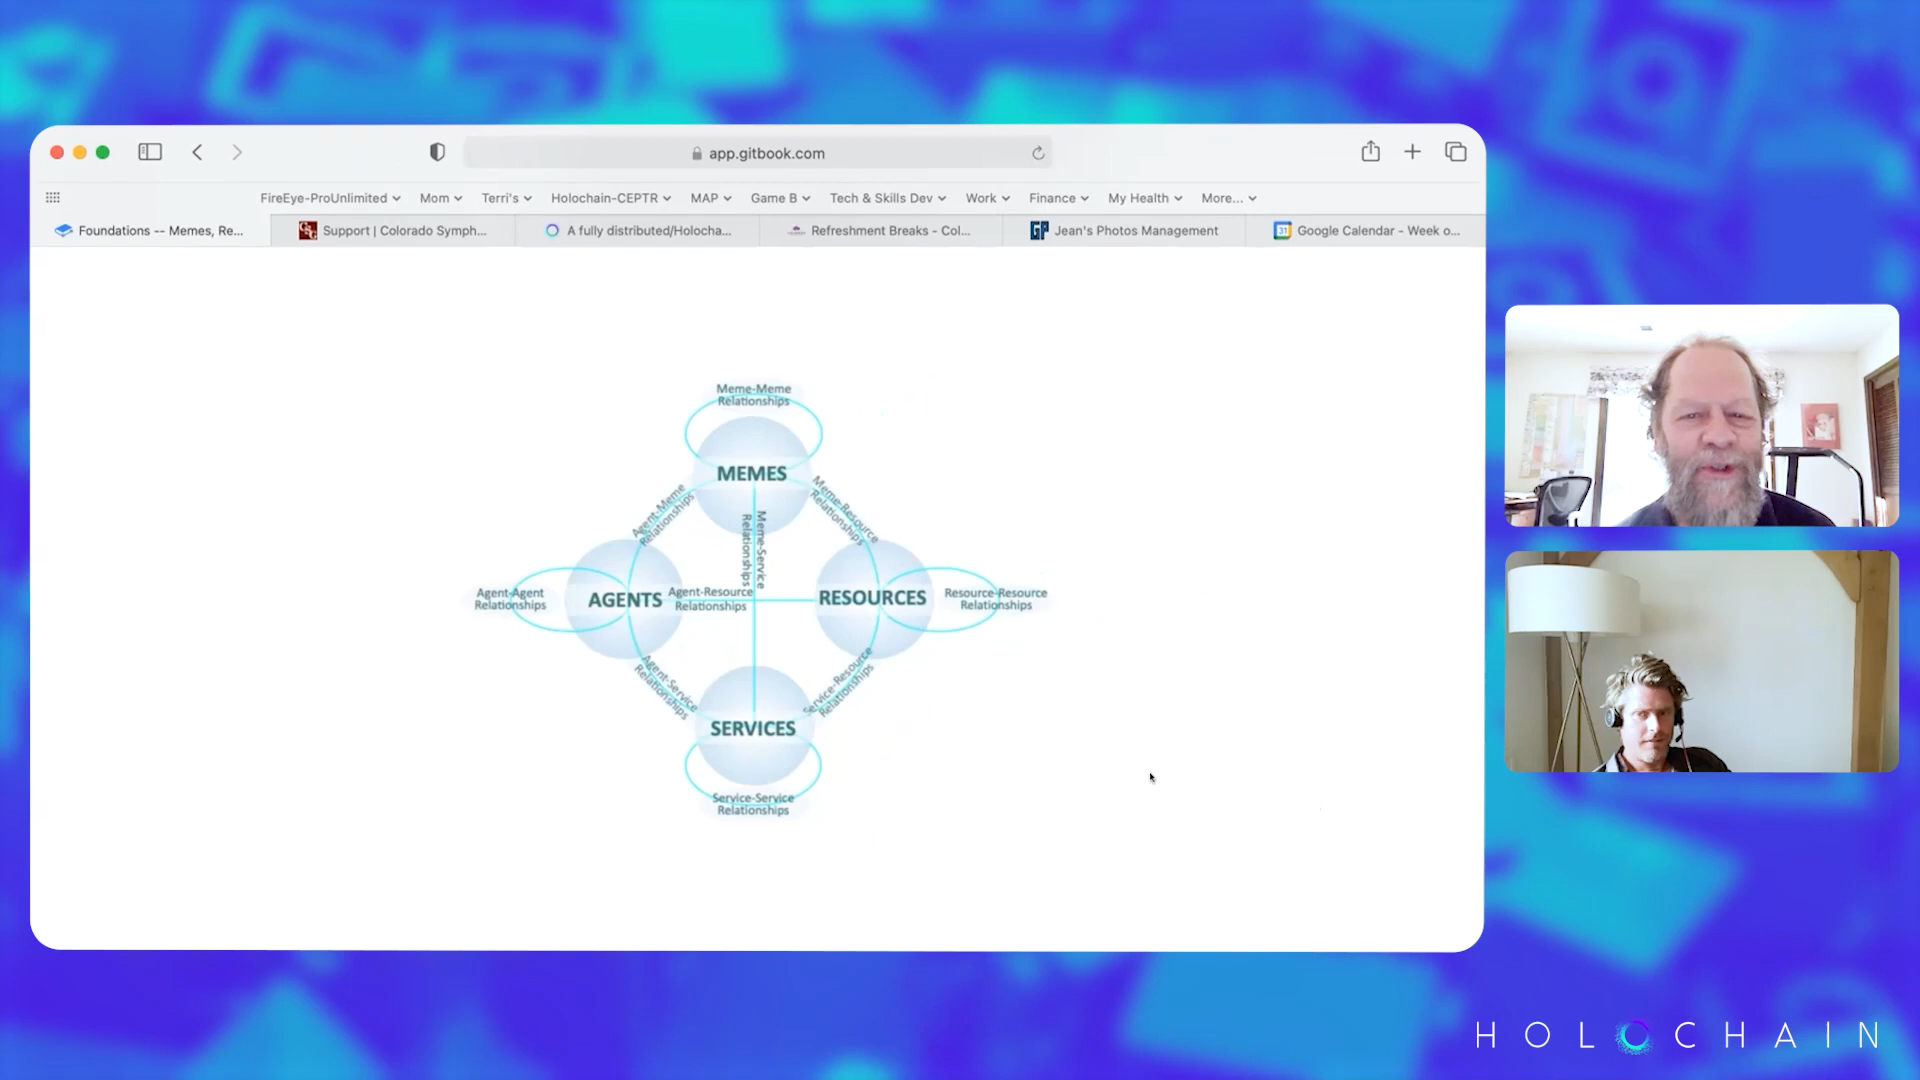 app.gitbook.com
FireEye-ProUnlimited Mom Terri's Holochain-CEPTR MAP Game B Tech & Skills Dev Work Finance My Health More...
Foundations -- Memes, Re... Support | Colorado Symph... A fully distributed/Holocha... Refreshment Breaks - Col... Jean's Photos Management Google Calendar - Week o...
Meme-Meme
Relationships
MEMES
Agent-Meme
Relationships
Meme-Resource
Relationships
Meme-Service
Relationships
Agent-Agent
Relationships
AGENTS
Agent-Resource
Relationships
RESOURCES
Resource-Resource
Relationships
Agent-Service
Relationships
Service-Resource
Relationships
SERVICES
Service-Service
Relationships
HOLOCHAIN